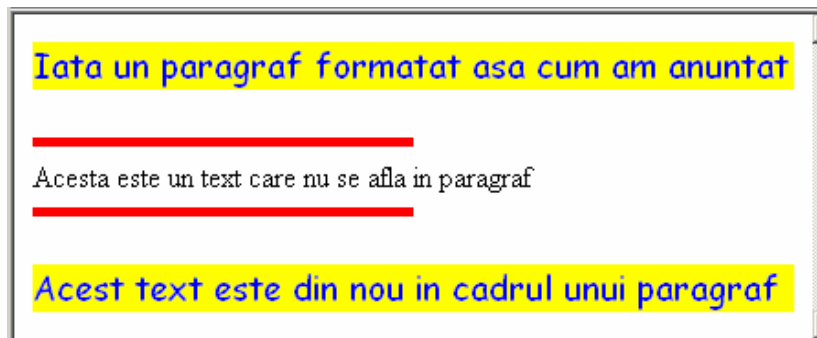 Iata un paragraf formatat asa cum am anuntat
Acesta este un text care nu se afla in paragraf
Acest text este din nou in cadrul unui paragraf